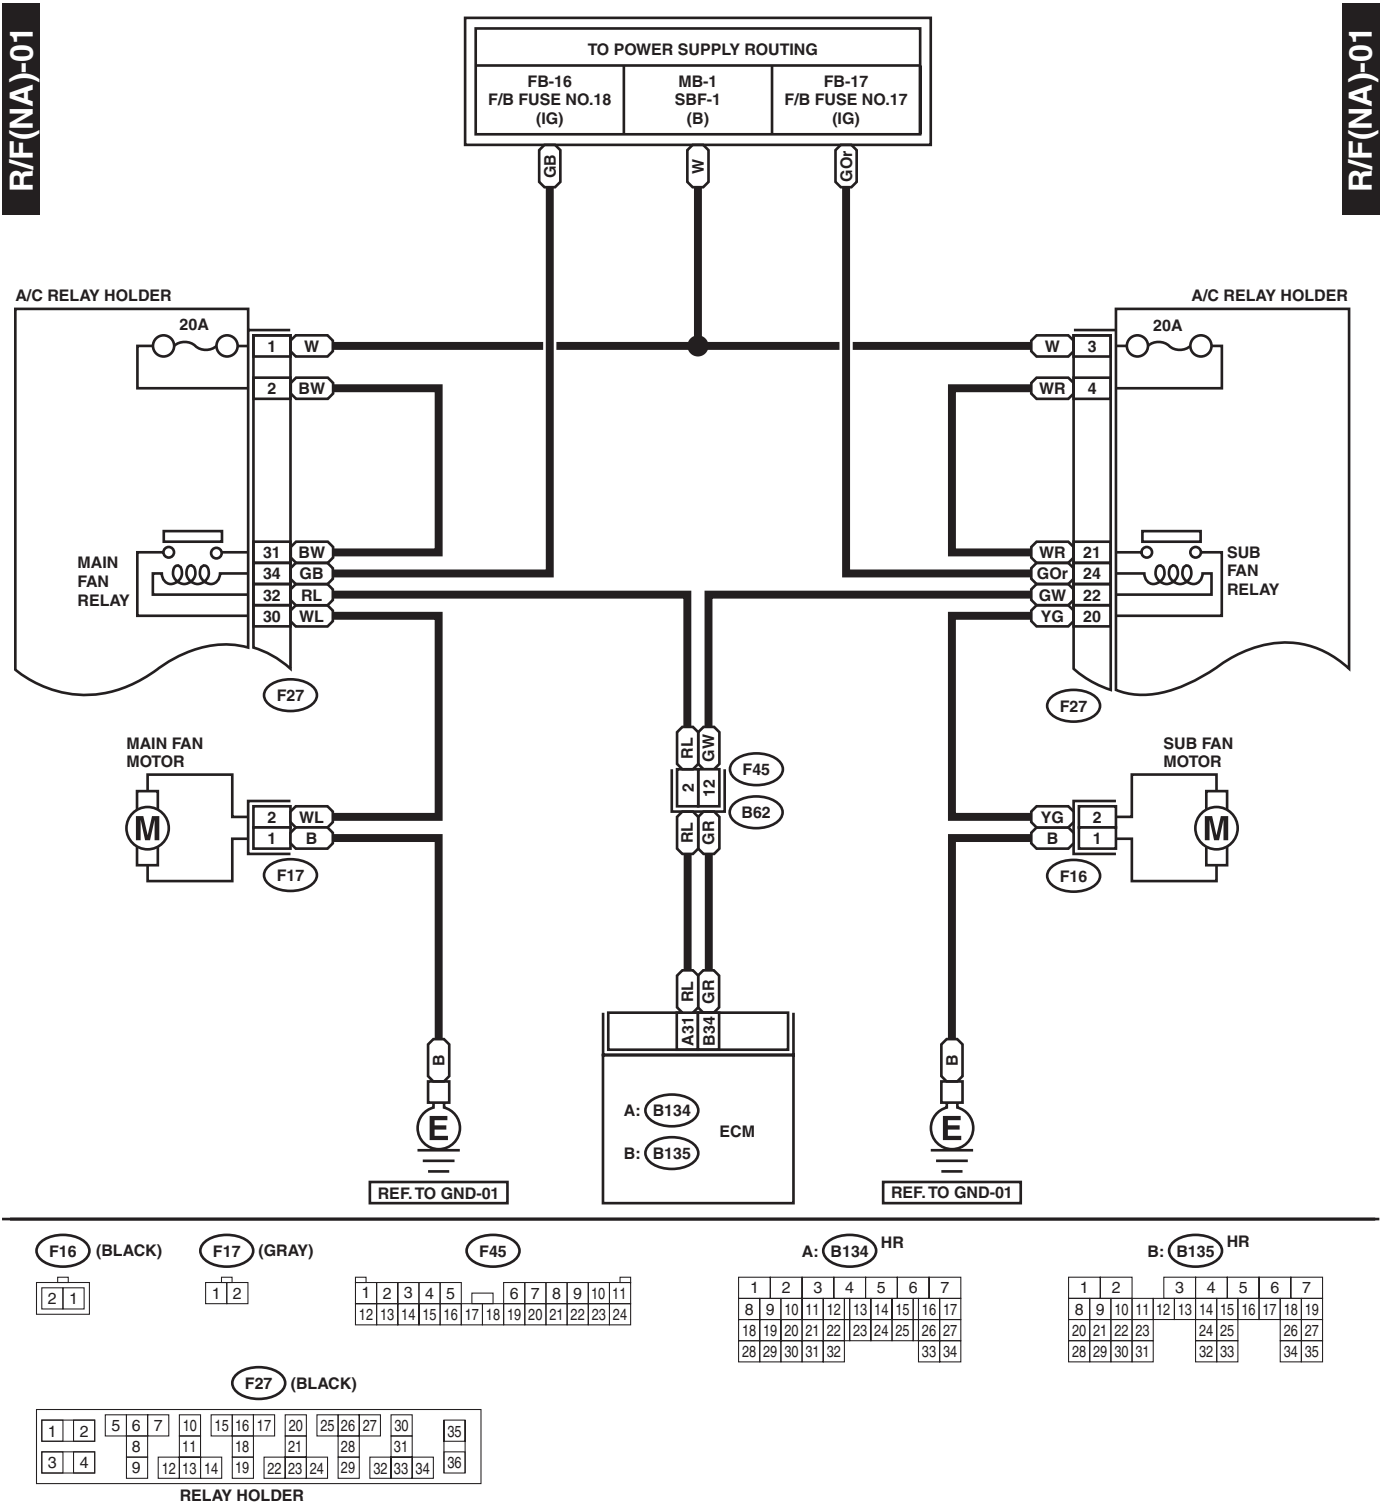 R/F(NA)-01
R/F(NA)-01
TO POWER SUPPLY ROUTING
FB-16
F/B FUSE NO.18
(IG)
MB-1
SBF-1
(B)
FB-17
F/B FUSE NO.17
(IG)
GB
W
GOr
A/C RELAY HOLDER
A/C RELAY HOLDER
20A
1 W
2 BW
W 3
WR 4
20A
MAIN
FAN
RELAY
31 BW
34 GB
32 RL
30 WL
WR 21
GOr 24
GW 22
YG 20
SUB
FAN
RELAY
F27
F27
MAIN FAN
MOTOR
M
2 WL
1 B
F17
RL GW
2 12
F45
B62
RL GR
SUB FAN
MOTOR
YG 2
B 1
M
F16
RL GR
A31 B34
B
B
E
E
A: B134
B: B135
ECM
REF. TO GND-01
REF. TO GND-01
F16 (BLACK)
2 1
F17 (GRAY)
1 2
F45
1 2 3 4 5 6 7 8 9 10 11
12 13 14 15 16 17 18 19 20 21 22 23 24
A: B134 HR
1 2 3 4 5 6 7
8 9 10 11 12 13 14 15 16 17
18 19 20 21 22 23 24 25 26 27
28 29 30 31 32 33 34
B: B135 HR
1 2 3 4 5 6 7
8 9 10 11 12 13 14 15 16 17 18 19
20 21 22 23 24 25 26 27
28 29 30 31 32 33 34 35
F27 (BLACK)
1 2 5 6 7 10 15 16 17 20 25 26 27 30 35
8 11 18 21 28 31
3 4 9 12 13 14 19 22 23 24 29 32 33 34 36
RELAY HOLDER